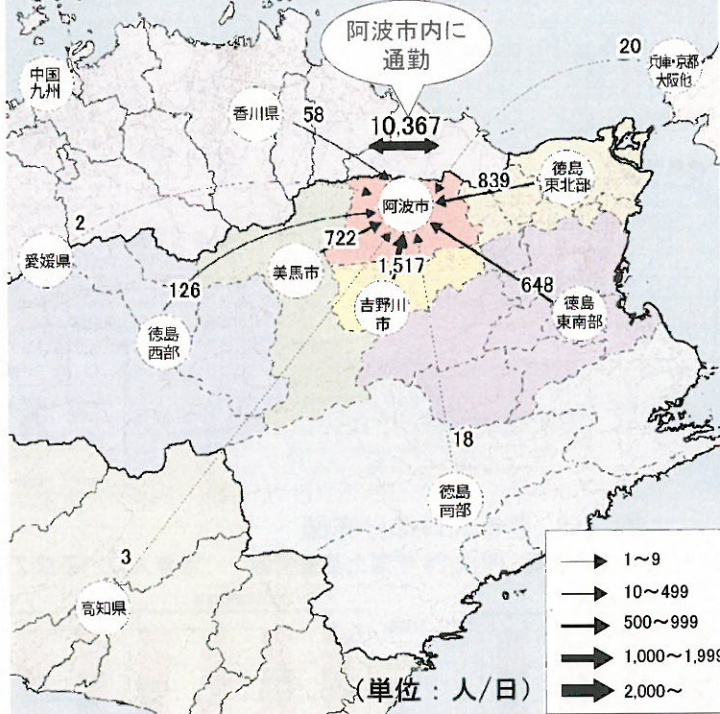 阿波市内に
通勤
20
兵庫・京都
大阪他
中国
九州
香川県
58
10,367
839
徳島
東北部
阿波市
2
722
愛媛県
美馬市
1,517
126
648
吉野川
市
徳島
東南部
徳島
西部
18
徳島
南部
3
高知県
1～9
10～499
500～999
1,000～1,999
2,000～
(単位：人/日)